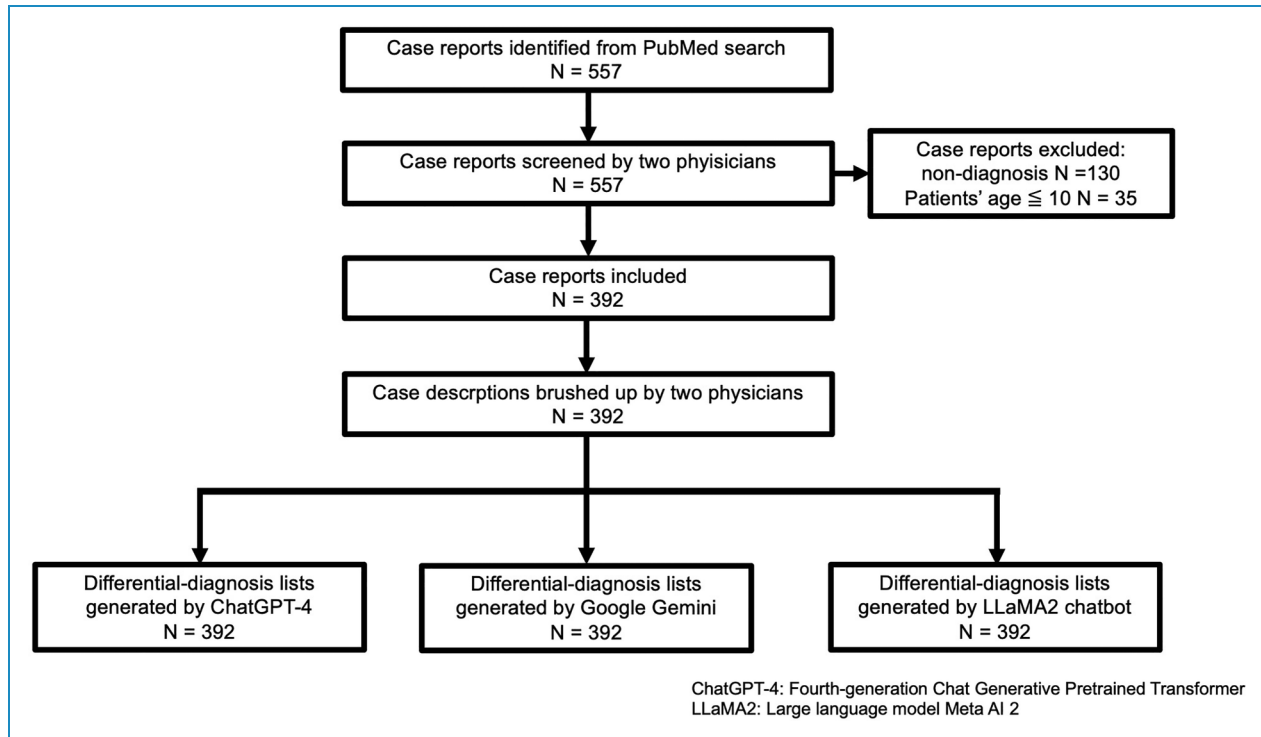 Case reports identified from PubMed search
N = 557
Case reports screened by two phyisicians
N = 557
Case reports excluded:
non-diagnosis N =130
Patients' age ≦ 10 N = 35
Case reports included
N = 392
Case descrptions brushed up by two physicians
N = 392
Differential-diagnosis lists
generated by ChatGPT-4
N = 392
Differential-diagnosis lists
generated by Google Gemini
N = 392
Differential-diagnosis lists
generated by LLaMA2 chatbot
N = 392
ChatGPT-4: Fourth-generation Chat Generative Pretrained Transformer
LLaMA2: Large language model Meta AI 2